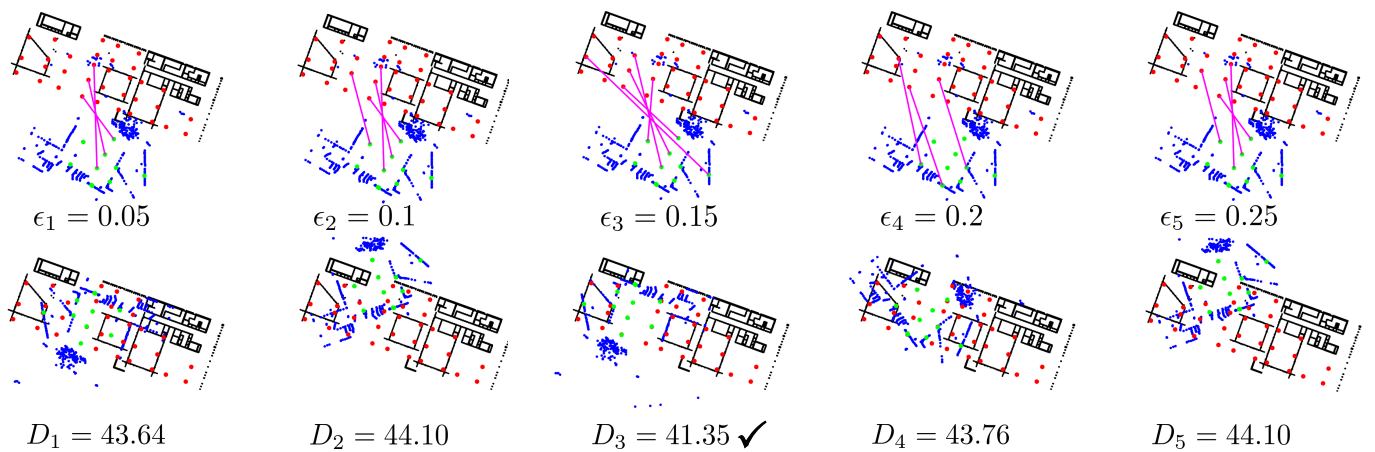 ϵ₁ = 0.05 ϵ₂ = 0.1 ϵ₃ = 0.15 ϵ₄ = 0.2 ϵ₅ = 0.25
D₁ = 43.64 D₂ = 44.10 D₃ = 41.35 ✓ D₄ = 43.76 D₅ = 44.10